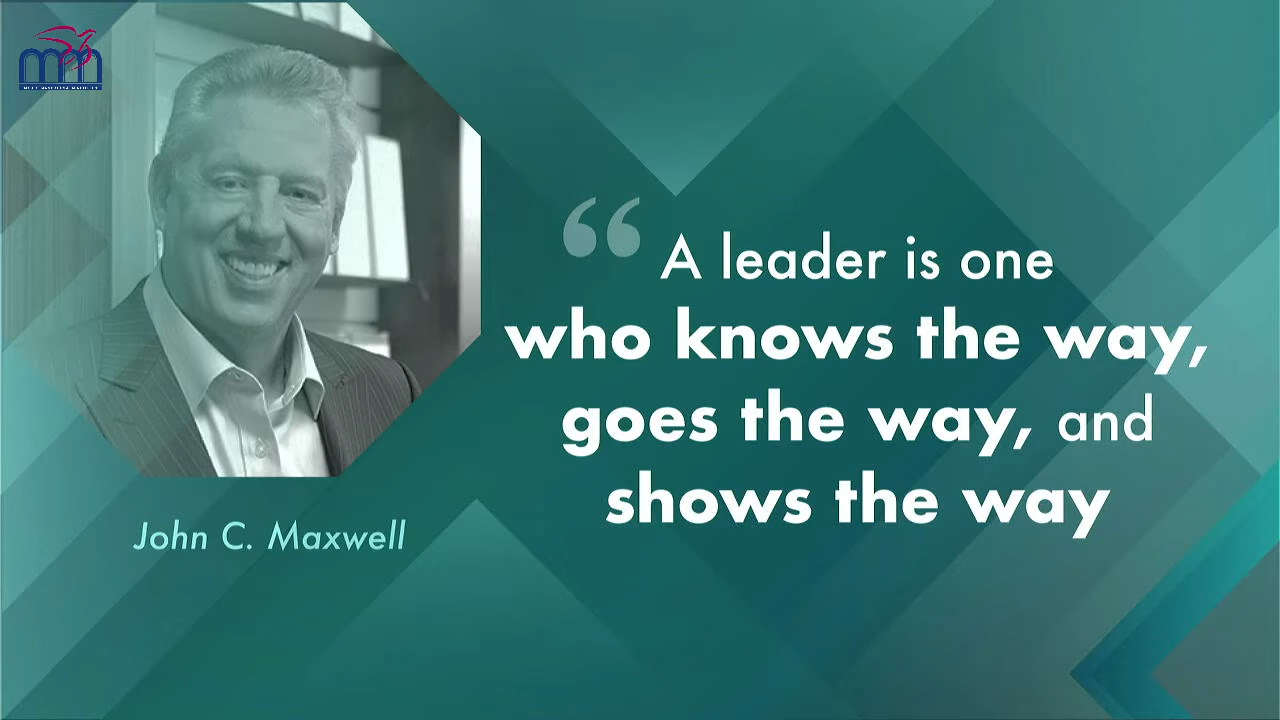 “ A leader is one
who knows the way,
goes the way, and
shows the way
John C. Maxwell